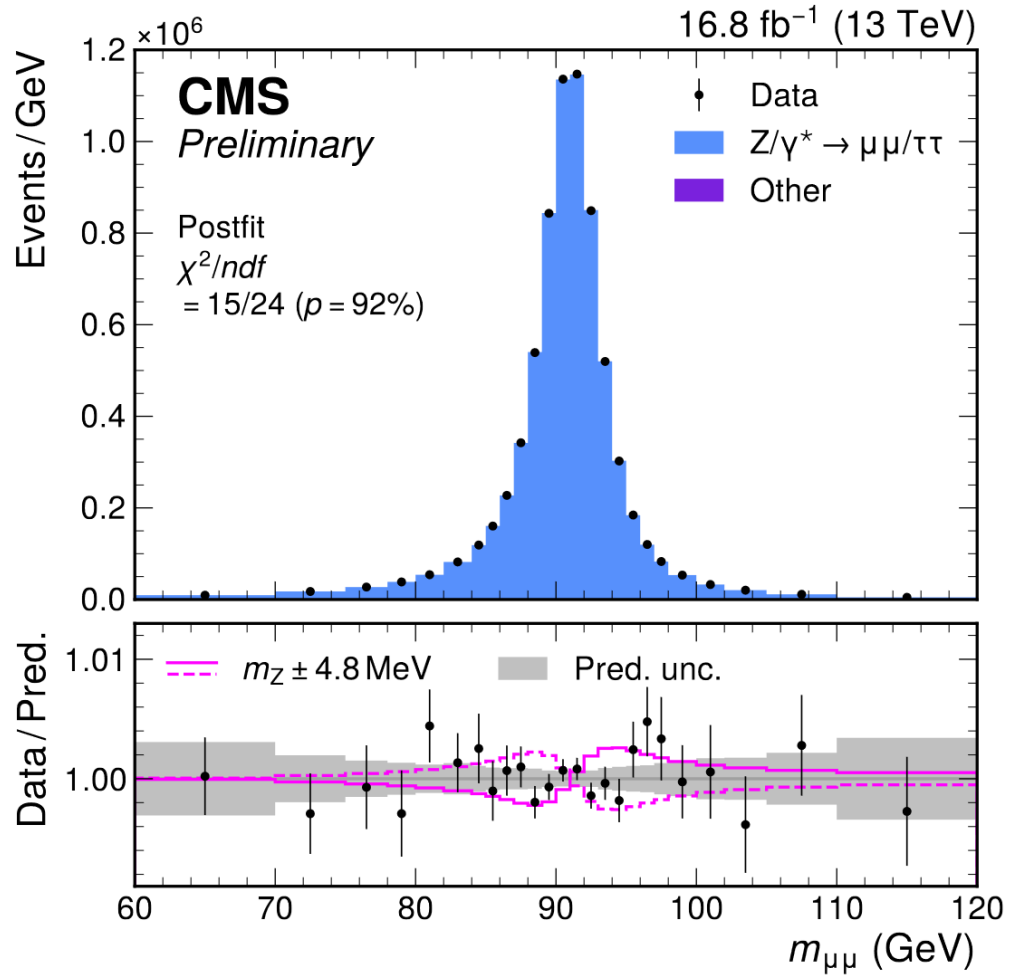 ×10⁶
16.8 fb⁻¹ (13 TeV)
CMS
Preliminary
Postfit
χ²/ndf
= 15/24 (p = 92%)
Data
Z/γ* → μμ/ττ
Other
Events/GeV
1.2
1.0
0.8
0.6
0.4
0.2
0.0
m_Z ± 4.8 MeV
Pred. unc.
Data/Pred.
1.01
1.00
60 70 80 90 100 110 120
m_μμ (GeV)